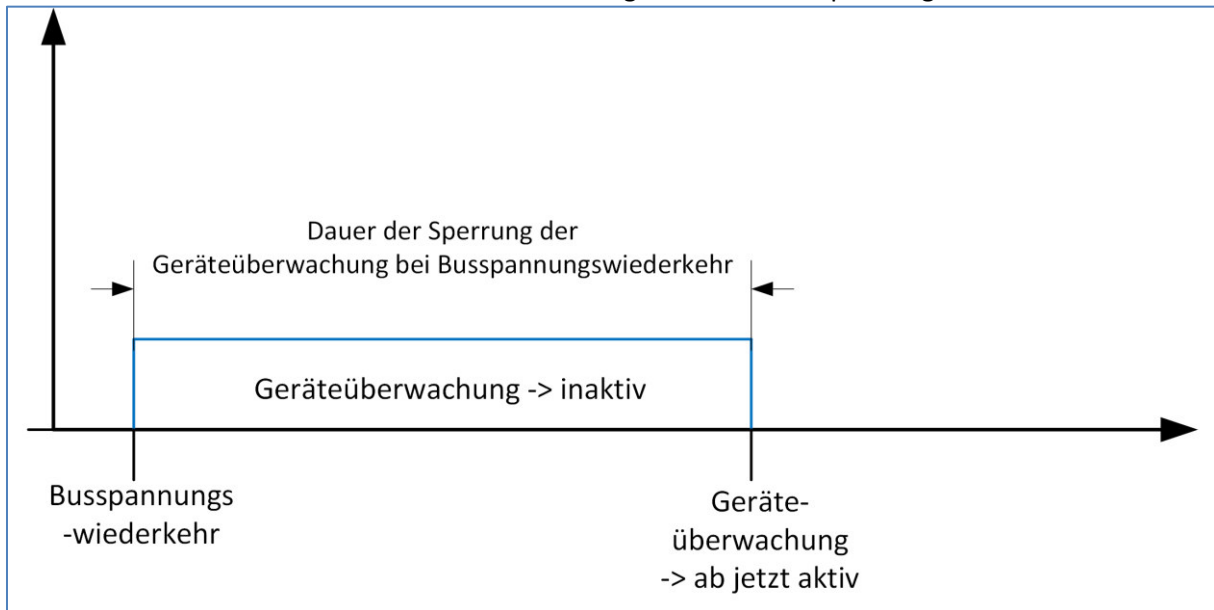 Dauer der Sperrung der
Geräteüberwachung bei Busspannungswiederkehr
Geräteüberwachung -> inaktiv
Busspannungs
-wiederkehr
Geräte-
überwachung
-> ab jetzt aktiv